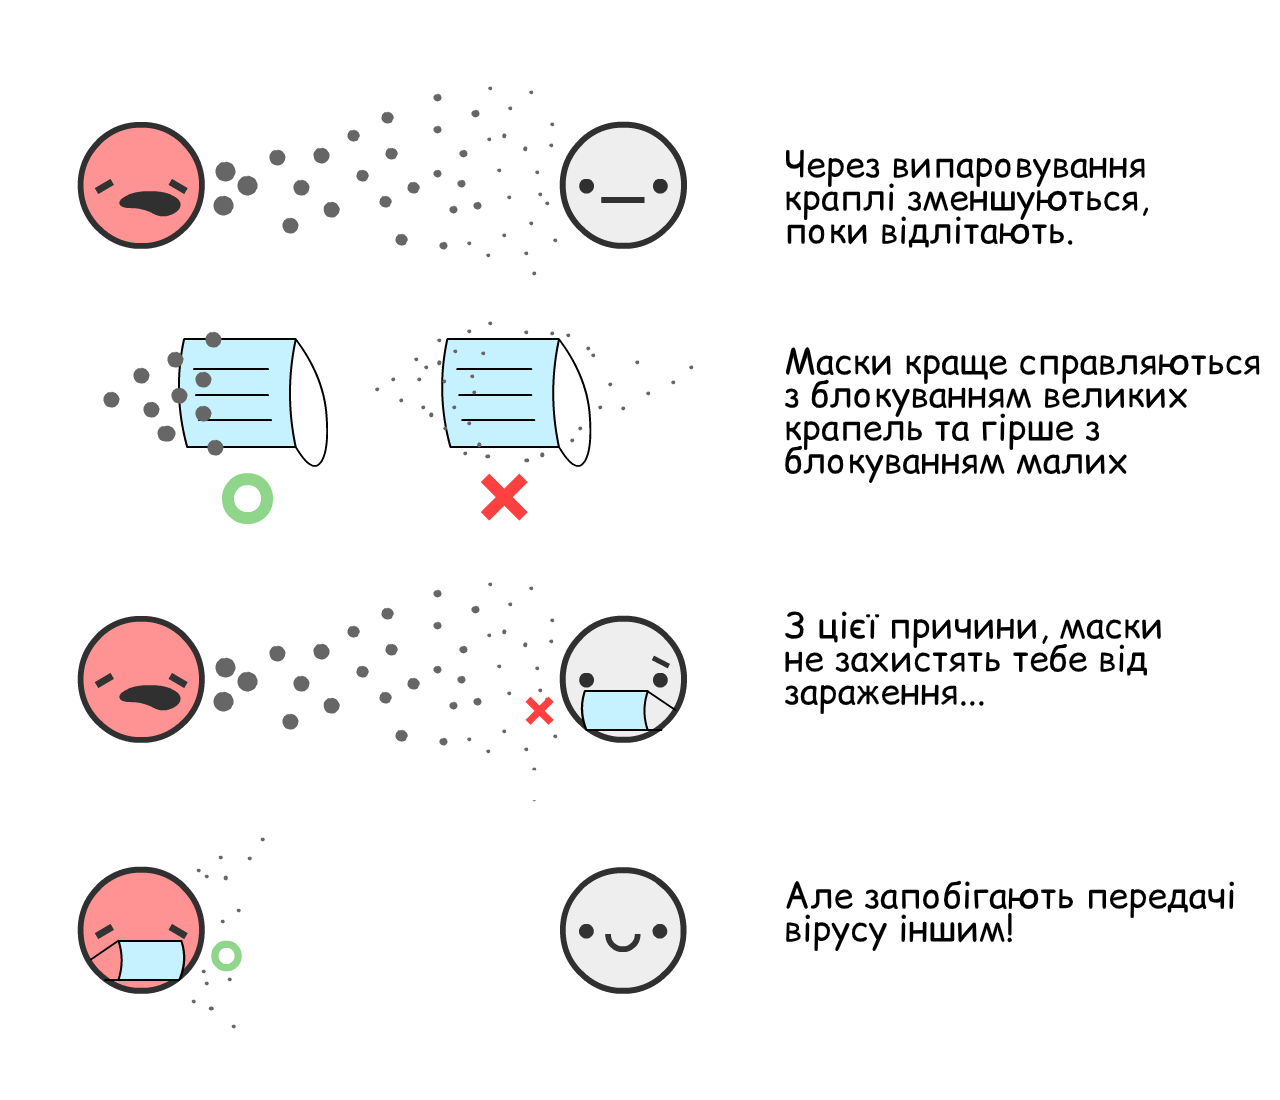 Через випаровування
краплі зменшуються,
поки відлітають.
Маски краще справляються
з блокуванням великих
крапель та гірше з
блокуванням малих
З цієї причини, маски
не захистять тебе від
зараження...
Але запобігають передачі
вірусу іншим!